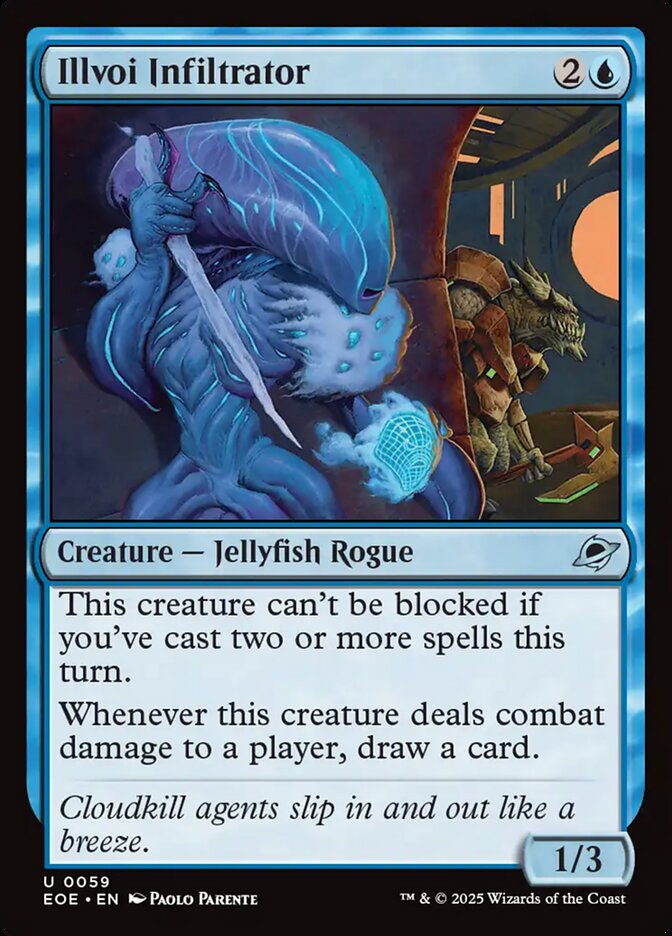 Illvoi Infiltrator 2
Creature — Jellyfish Rogue
This creature can't be blocked if
you've cast two or more spells this
turn.
Whenever this creature deals combat
damage to a player, draw a card.
Cloudkill agents slip in and out like a
breeze.
1/3
U 0059
EOE • EN Paolo Parente
™ & © 2025 Wizards of the Coast